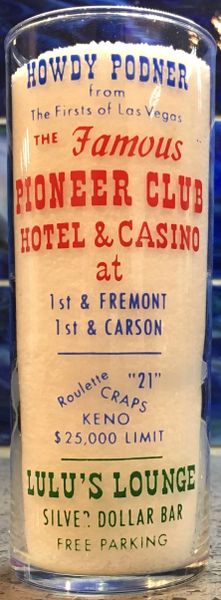 HOWDY PODNER
from
The Firsts of Las Vegas
THE Famous
PIONEER CLUB
HOTEL & CASINO
at
1st & FREMONT
1st & CARSON
Roulette "21"
CRAPS
KENO
$25,000 LIMIT
LULU'S LOUNGE
SILVER DOLLAR BAR
FREE PARKING